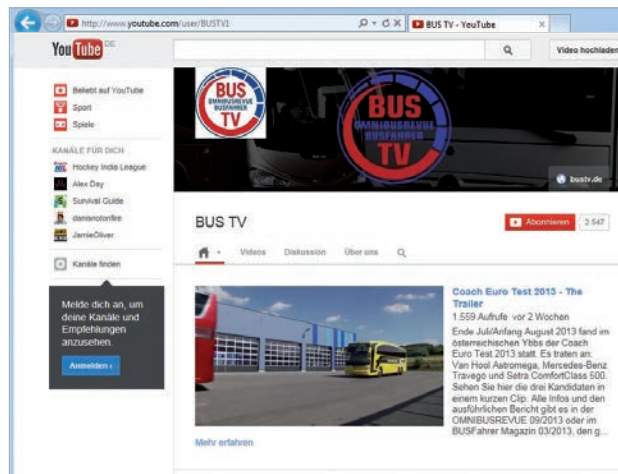 http://www.youtube.com/user/BUSTV1
BUS TV - YouTube
You Tube DE
Video hochladen
Beliebt auf YouTube
Sport
Spiele
KANÄLE FÜR DICH
Hockey India League
Alex Day
Survival Guide
danisnotonfire
JamieOliver
Kanäle finden
Melde dich an, um
deine Kanäle und
Empfehlungen
anzusehen.
Anmelden ›
BUS
OMNIBUSREVUE
BUSFAHRER
TV
BUS
OMNIBUSREVUE
BUSFAHRER
TV
bustv.de
BUS TV
Abonnieren 2.547
Videos Diskussion Über uns
Coach Euro Test 2013 - The
Trailer
1.559 Aufrufe vor 2 Wochen
Ende Juli/Anfang August 2013 fand im
österreichischen Ybbs der Coach
Euro Test 2013 statt. Es traten an:
Van Hool Astromega, Mercedes-Benz
Travego und Setra ComfortClass 500.
Sehen Sie hier die drei Kandidaten in
einem kurzen Clip. Alle Infos und den
ausführlichen Bericht gibt es in der
OMNIBUSREVUE 09/2013 oder im
BUSFahrer Magazin 03/2013, den g...
Mehr erfahren